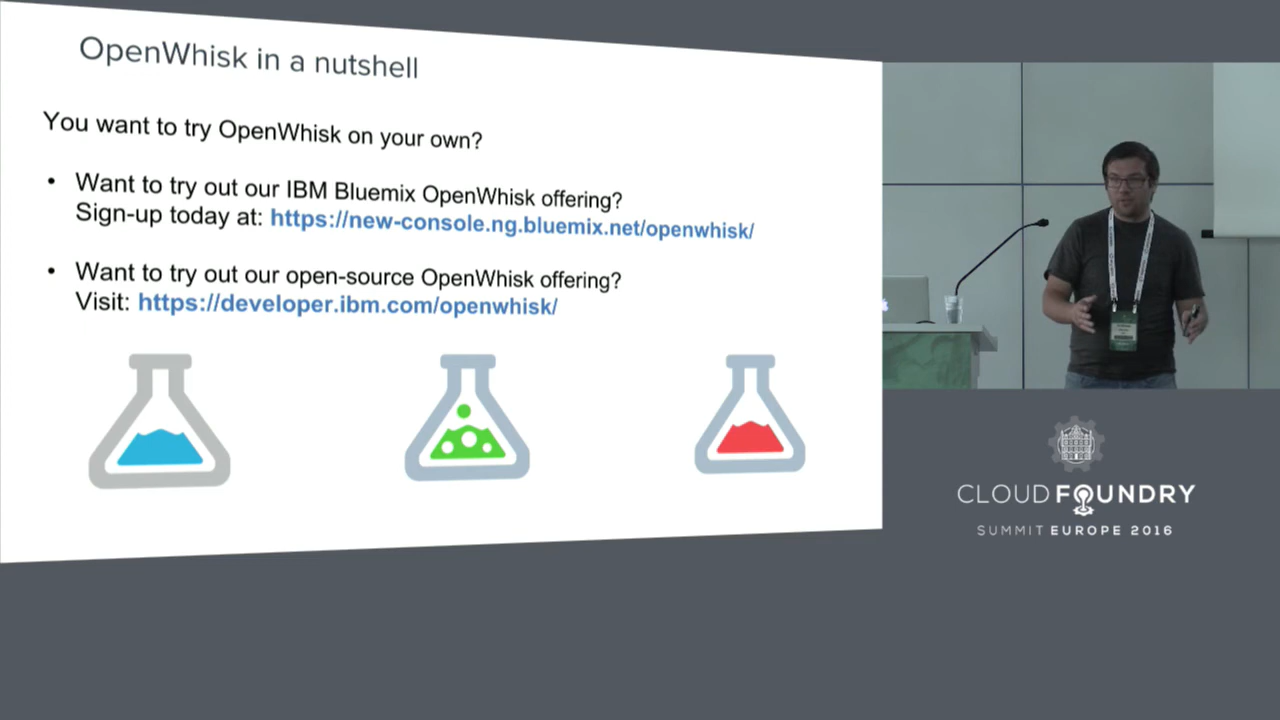 OpenWhisk in a nutshell
You want to try OpenWhisk on your own?
• Want to try out our IBM Bluemix OpenWhisk offering?
Sign-up today at: https://new-console.ng.bluemix.net/openwhisk/
• Want to try out our open-source OpenWhisk offering?
Visit: https://developer.ibm.com/openwhisk/
CLOUD FOUNDRY
SUMMIT EUROPE 2016